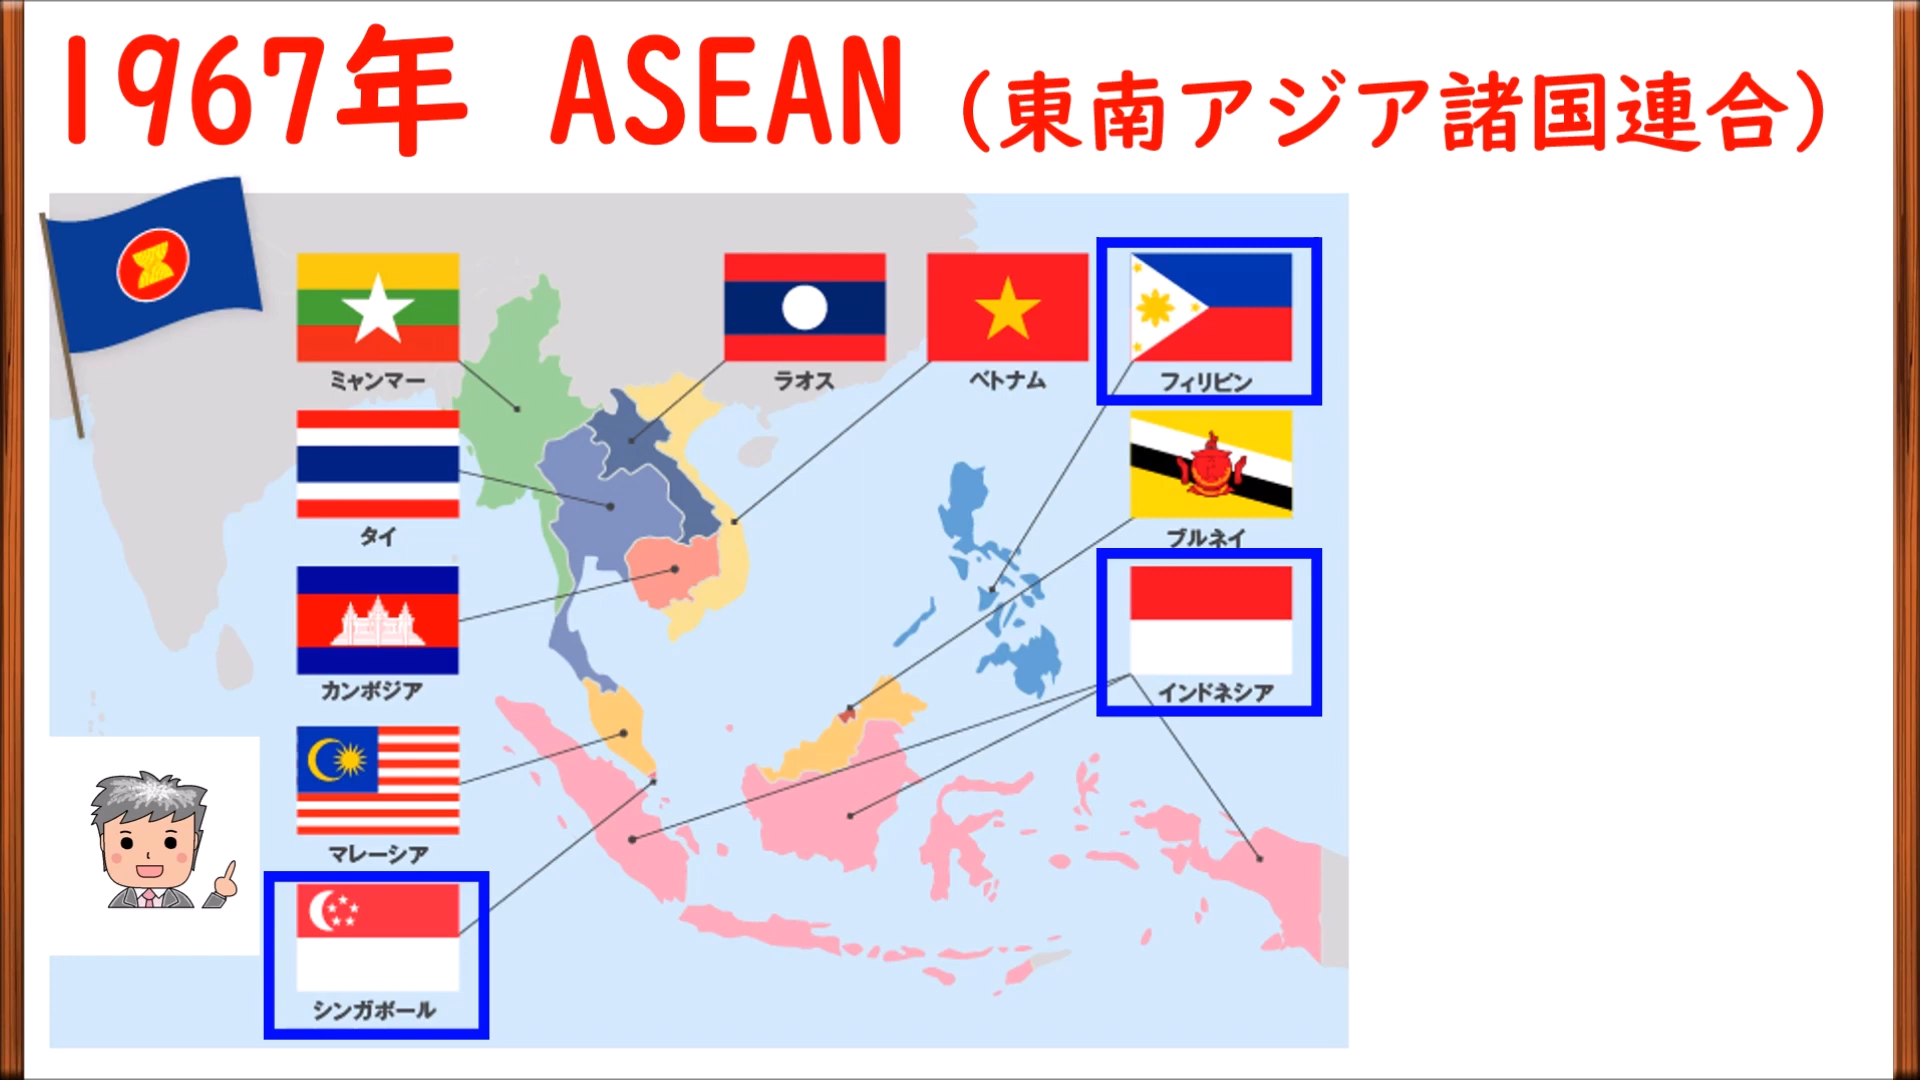 1967年 ASEAN（東南アジア諸国連合）
ミャンマー
ラオス
ベトナム
フィリピン
タイ
ブルネイ
カンボジア
インドネシア
マレーシア
シンガポール